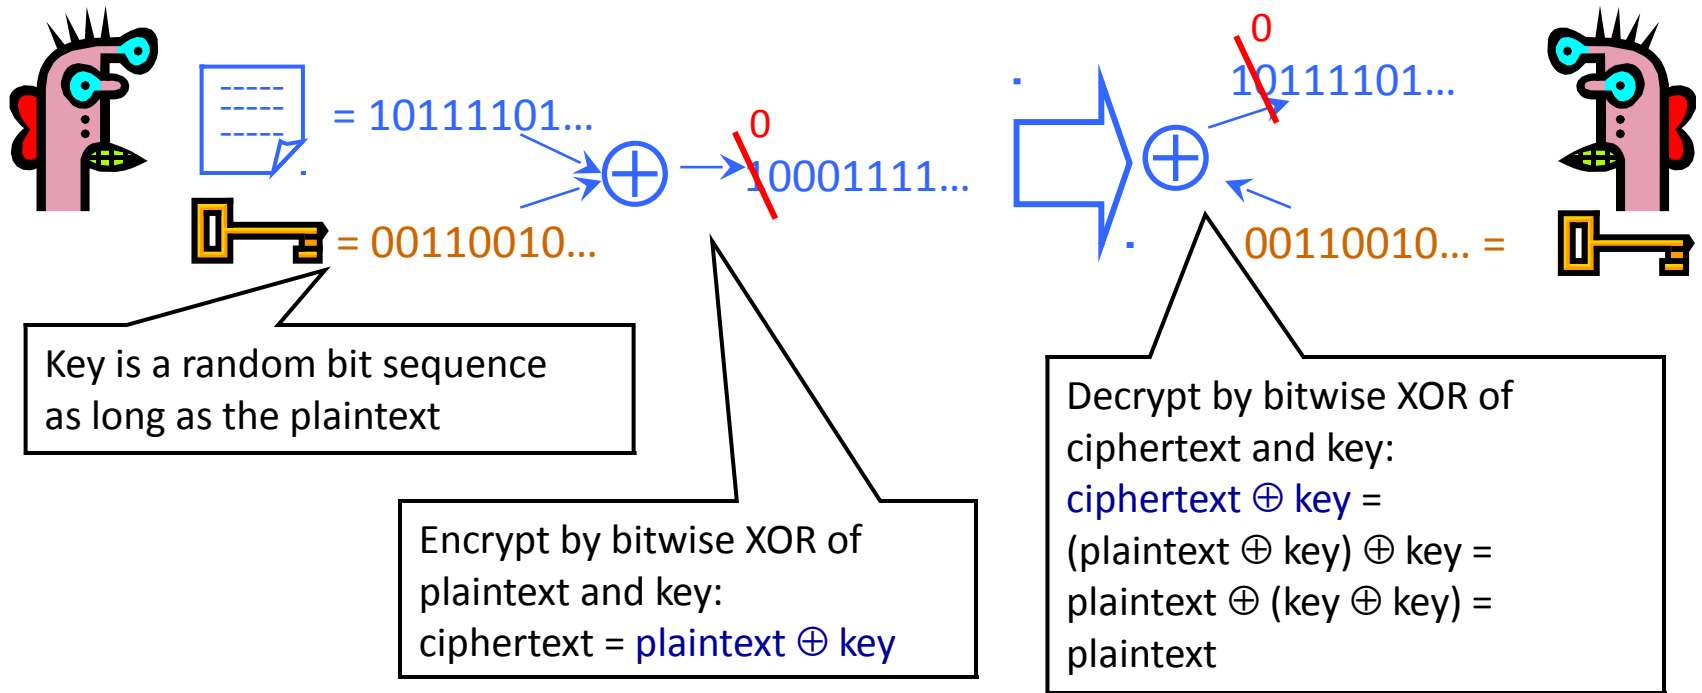 0
10111101...
= 10111101...
0
10001111...
= 00110010...
00110010... =
Key is a random bit sequence
as long as the plaintext
Encrypt by bitwise XOR of
plaintext and key:
ciphertext = plaintext ⊕ key
Decrypt by bitwise XOR of
ciphertext and key:
ciphertext ⊕ key =
(plaintext ⊕ key) ⊕ key =
plaintext ⊕ (key ⊕ key) =
plaintext